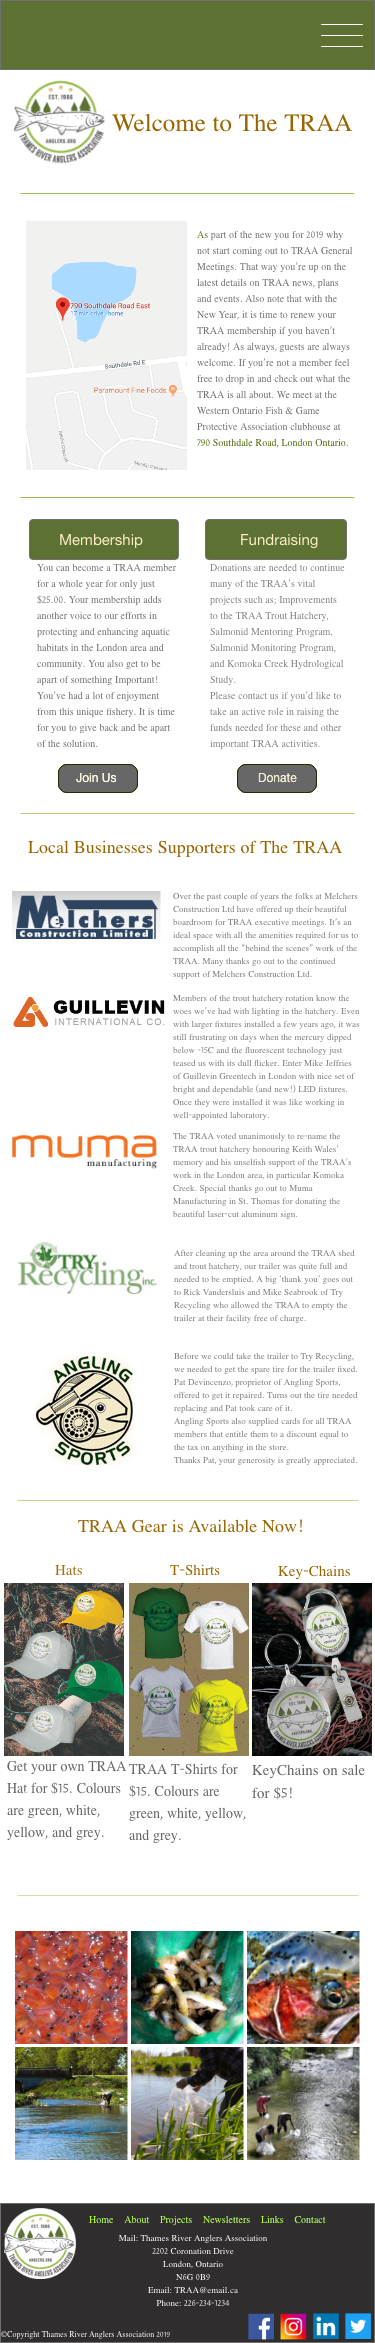 EST. 1986
ANGLERS.ORG
THAMES RIVER ANGLERS ASSOCIATION
Welcome to The TRAA
790 Southdale Road East
17 min drive - home
Southdale Rd E
Paramount Fine Foods
As part of the new you for 2019 why
not start coming out to TRAA General
Meetings. That way you're up on the
latest details on TRAA news, plans
and events. Also note that with the
New Year, it is time to renew your
TRAA membership if you haven't
already! As always, guests are always
welcome. If you're not a member feel
free to drop in and check out what the
TRAA is all about. We meet at the
Western Ontario Fish & Game
Protective Association clubhouse at
790 Southdale Road, London Ontario.
Membership
You can become a TRAA member
for a whole year for only just
$25.00. Your membership adds
another voice to our efforts in
protecting and enhancing aquatic
habitats in the London area and
community. You also get to be
apart of something Important!
You've had a lot of enjoyment
from this unique fishery. It is time
for you to give back and be apart
of the solution.
Join Us
Fundraising
Donations are needed to continue
many of the TRAA's vital
projects such as; Improvements
to the TRAA Trout Hatchery,
Salmonid Mentoring Program,
Salmonid Monitoring Program,
and Komoka Creek Hydrological
Study.
Please contact us if you'd like to
take an active role in raising the
funds needed for these and other
important TRAA activities.
Donate
Local Businesses Supporters of The TRAA
Melchers
Construction Limited
Over the past couple of years the folks at Melchers
Construction Ltd have offered up their beautiful
boardroom for TRAA executive meetings. It's an
ideal space with all the amenities required for us to
accomplish all the "behind the scenes" work of the
TRAA. Many thanks go out to the continued
support of Melchers Construction Ltd.
GUILLEVIN
INTERNATIONAL CO.
Members of the trout hatchery rotation know the
woes we've had with lighting in the hatchery. Even
with larger fixtures installed a few years ago, it was
still frustrating on days when the mercury dipped
below -15C and the fluorescent technology just
teased us with its dull flicker. Enter Mike Jeffries
of Guillevin Greentech in London with nice set of
bright and dependable (and new!) LED fixtures.
Once they were installed it was like working in
well-appointed laboratory.
muma
manufacturing
The TRAA voted unanimously to re-name the
TRAA trout hatchery honouring Keith Wales'
memory and his unselfish support of the TRAA's
work in the London area, in particular Komoka
Creek. Special thanks go out to Muma
Manufacturing in St. Thomas for donating the
beautiful laser-cut aluminum sign.
TRY
Recycling inc.
After cleaning up the area around the TRAA shed
and trout hatchery, our trailer was quite full and
needed to be emptied. A big 'thank you' goes out
to Rick Vandersluis and Mike Seabrook of Try
Recycling who allowed the TRAA to empty the
trailer at their facility free of charge.
ANGLING
SPORTS
Before we could take the trailer to Try Recycling,
we needed to get the spare tire for the trailer fixed.
Pat Devincenzo, proprietor of Angling Sports,
offered to get it repaired. Turns out the tire needed
replacing and Pat took care of it.
Angling Sports also supplied cards for all TRAA
members that entitle them to a discount equal to
the tax on anything in the store.
Thanks Pat, your generosity is greatly appreciated.
TRAA Gear is Available Now!
Hats
Get your own TRAA
Hat for $15. Colours
are green, white,
yellow, and grey.
T-Shirts
TRAA T-Shirts for
$15. Colours are
green, white, yellow,
and grey.
Key-Chains
KeyChains on sale
for $5!
EST. 1986
ANGLERS.ORG
THAMES RIVER ANGLERS ASSOCIATION
Home About Projects Newsletters Links Contact
Mail: Thames River Anglers Association
2202 Coronation Drive
London, Ontario
N6G 0B9
Email: TRAA@email.ca
Phone: 226-234-1234
©Copyright Thames River Anglers Association 2019